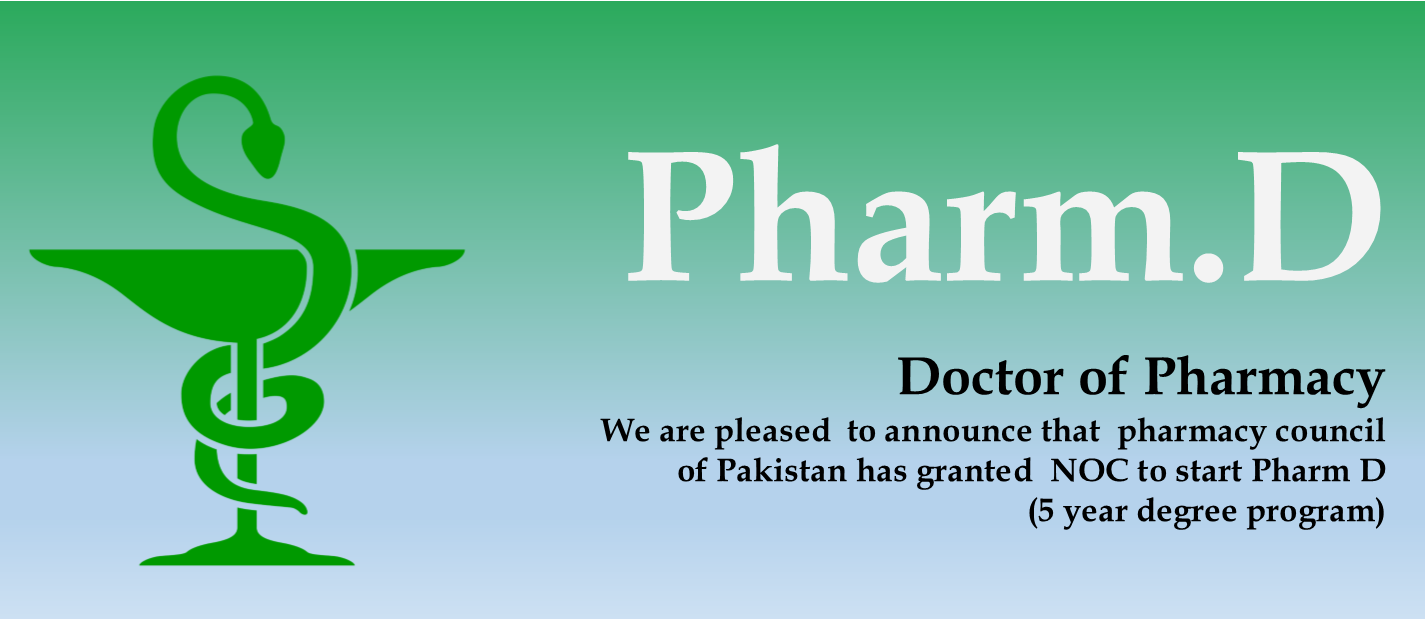 Pharm.D
Doctor of Pharmacy
We are pleased  to announce that  pharmacy council
of Pakistan has granted  NOC to start Pharm D
(5 year degree program)